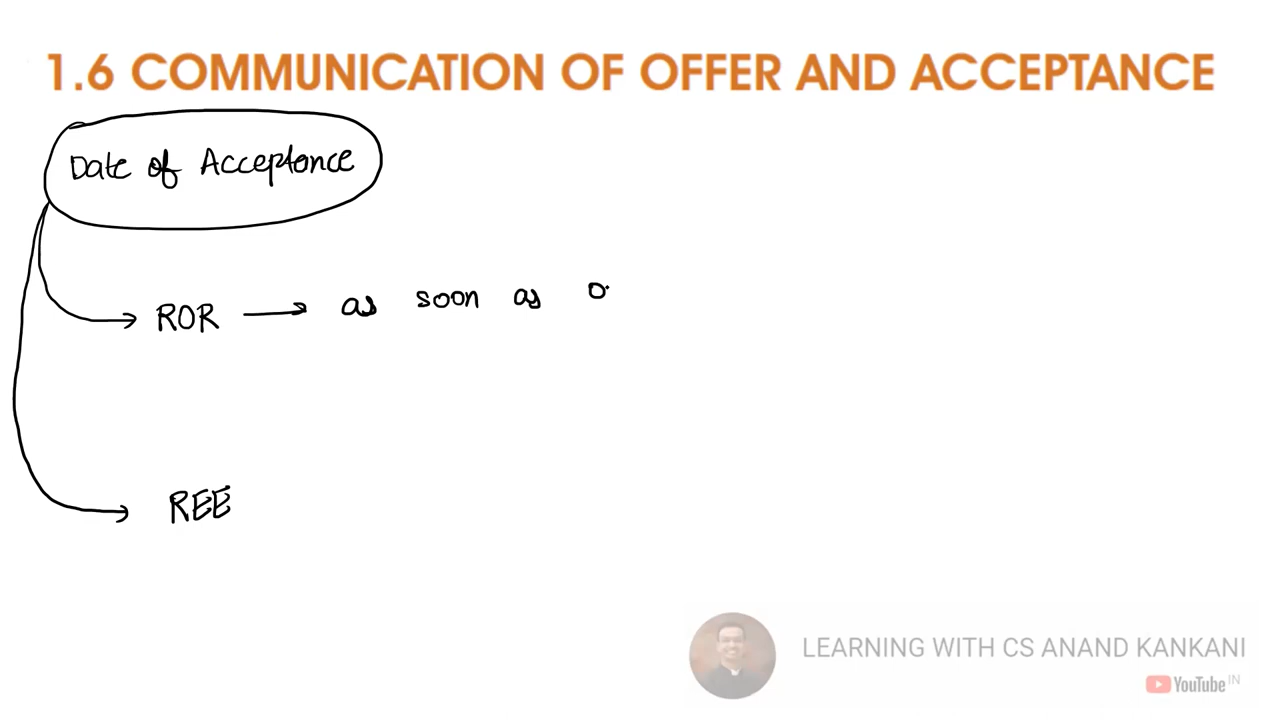 1.6 COMMUNICATION OF OFFER AND ACCEPTANCE
Date of Acceptance
ROR → as soon as o
REE
LEARNING WITH CS ANAND KANKANI
YouTube IN